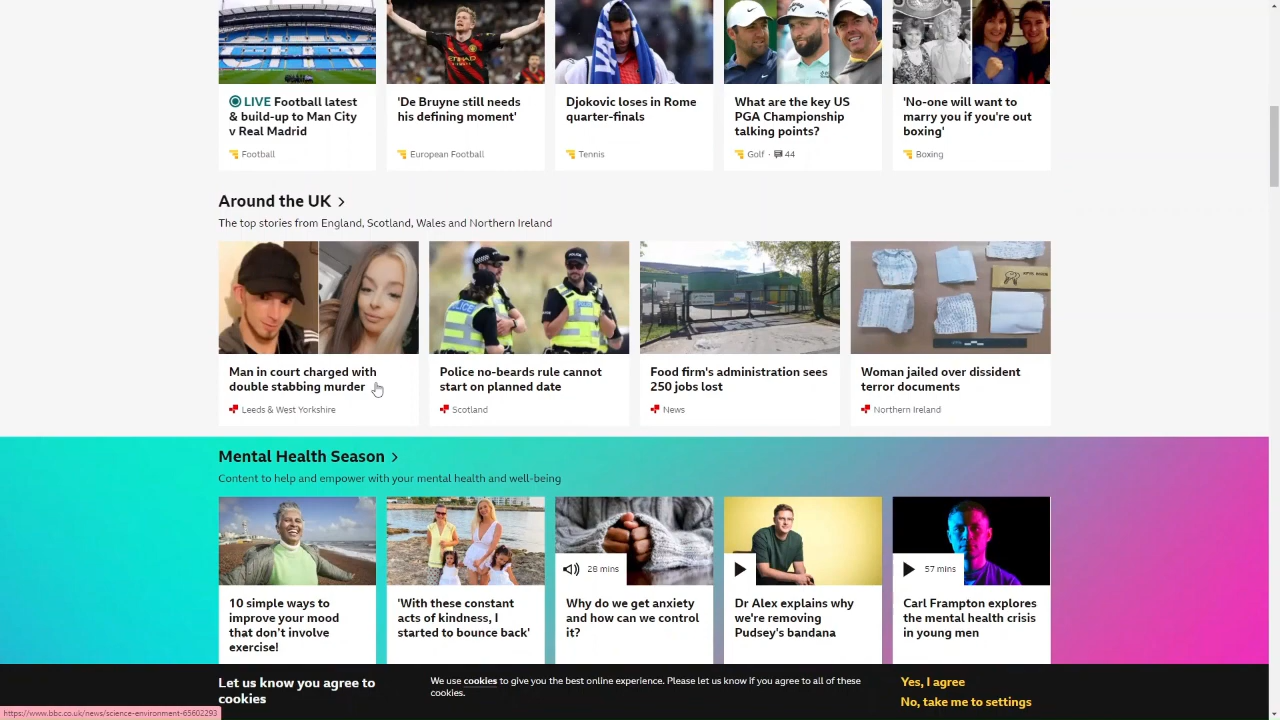 LIVE Football latest
& build-up to Man City
v Real Madrid
Football
'De Bruyne still needs
his defining moment'
European Football
Djokovic loses in Rome
quarter-finals
Tennis
What are the key US
PGA Championship
talking points?
Golf · 44
'No-one will want to
marry you if you're out
boxing'
Boxing
Around the UK
The top stories from England, Scotland, Wales and Northern Ireland
Man in court charged with
double stabbing murder
Leeds & West Yorkshire
Police no-beards rule cannot
start on planned date
Scotland
Food firm's administration sees
250 jobs lost
News
Woman jailed over dissident
terror documents
Northern Ireland
Mental Health Season
Content to help and empower with your mental health and well-being
10 simple ways to
improve your mood
that don't involve
exercise!
'With these constant
acts of kindness, I
started to bounce back'
28 mins
Why do we get anxiety
and how can we control
it?
Dr Alex explains why
we're removing
Pudsey's bandana
57 mins
Carl Frampton explores
the mental health crisis
in young men
Let us know you agree to
cookies
We use cookies to give you the best online experience. Please let us know if you agree to all of these
cookies.
Yes, I agree
No, take me to settings
https://www.bbc.co.uk/news/science-environment-65602293